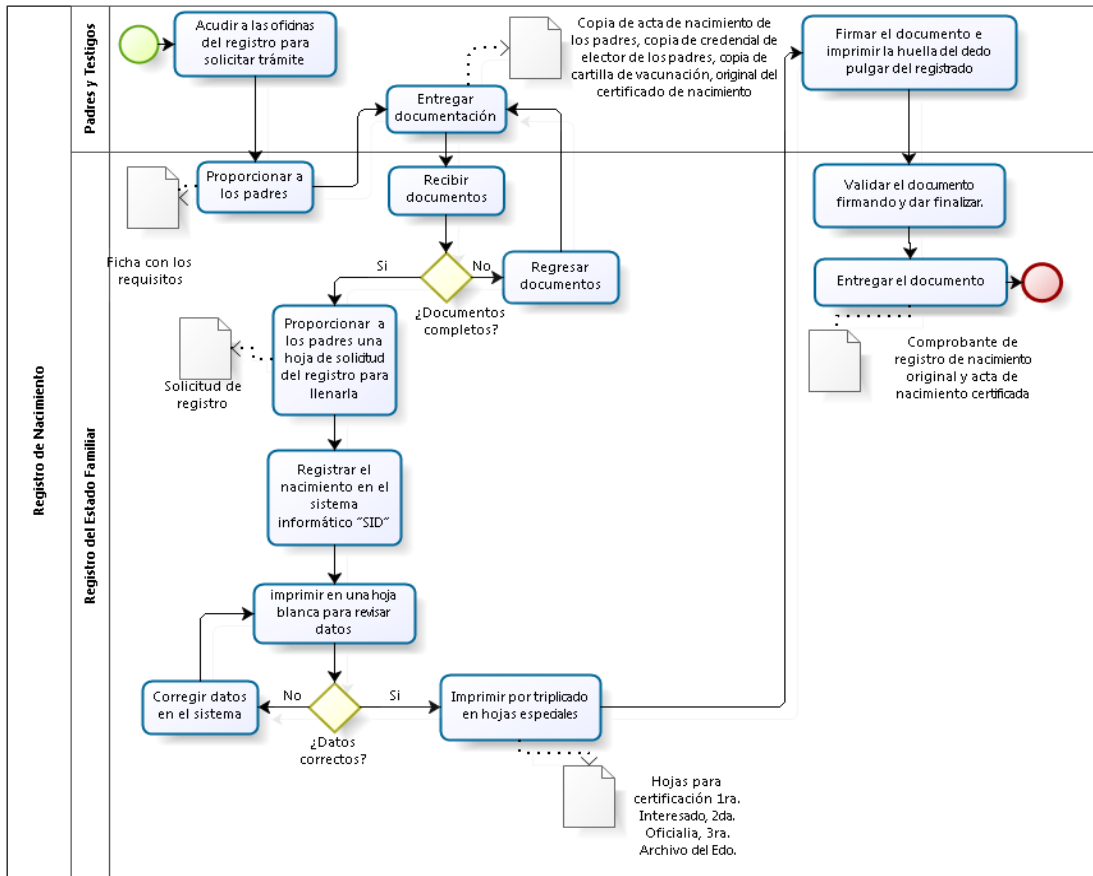 Registro de Nacimiento
Padres y Testigos
Acudir a las oficinas
del registro para
solicitar trámite
Entregar
documentación
Copia de acta de nacimiento de
los padres, copia de credencial de
elector de los padres, copia de
cartilla de vacunación, original del
certificado de nacimiento
Firmar el documento e
imprimir la huella del dedo
pulgar del registrado
Registro del Estado Familiar
Proporcionar a
los padres
Ficha con los
requisitos
Recibir
documentos
¿Documentos
completos?
Si
No
Regresar
documentos
Proporcionar a
los padres una
hoja de solicitud
del registro para
llenarla
Solicitud de
registro
Registrar el
nacimiento en el
sistema
informático "SID"
imprimir en una hoja
blanca para revisar
datos
¿Datos
correctos?
No
Si
Corregir datos
en el sistema
Imprimir por triplicado
en hojas especiales
Hojas para
certificación 1ra.
Interesado, 2da.
Oficialia, 3ra.
Archivo del Edo.
Validar el documento
firmando y dar finalizar.
Entregar el documento
Comprobante de
registro de nacimiento
original y acta de
nacimiento certificada